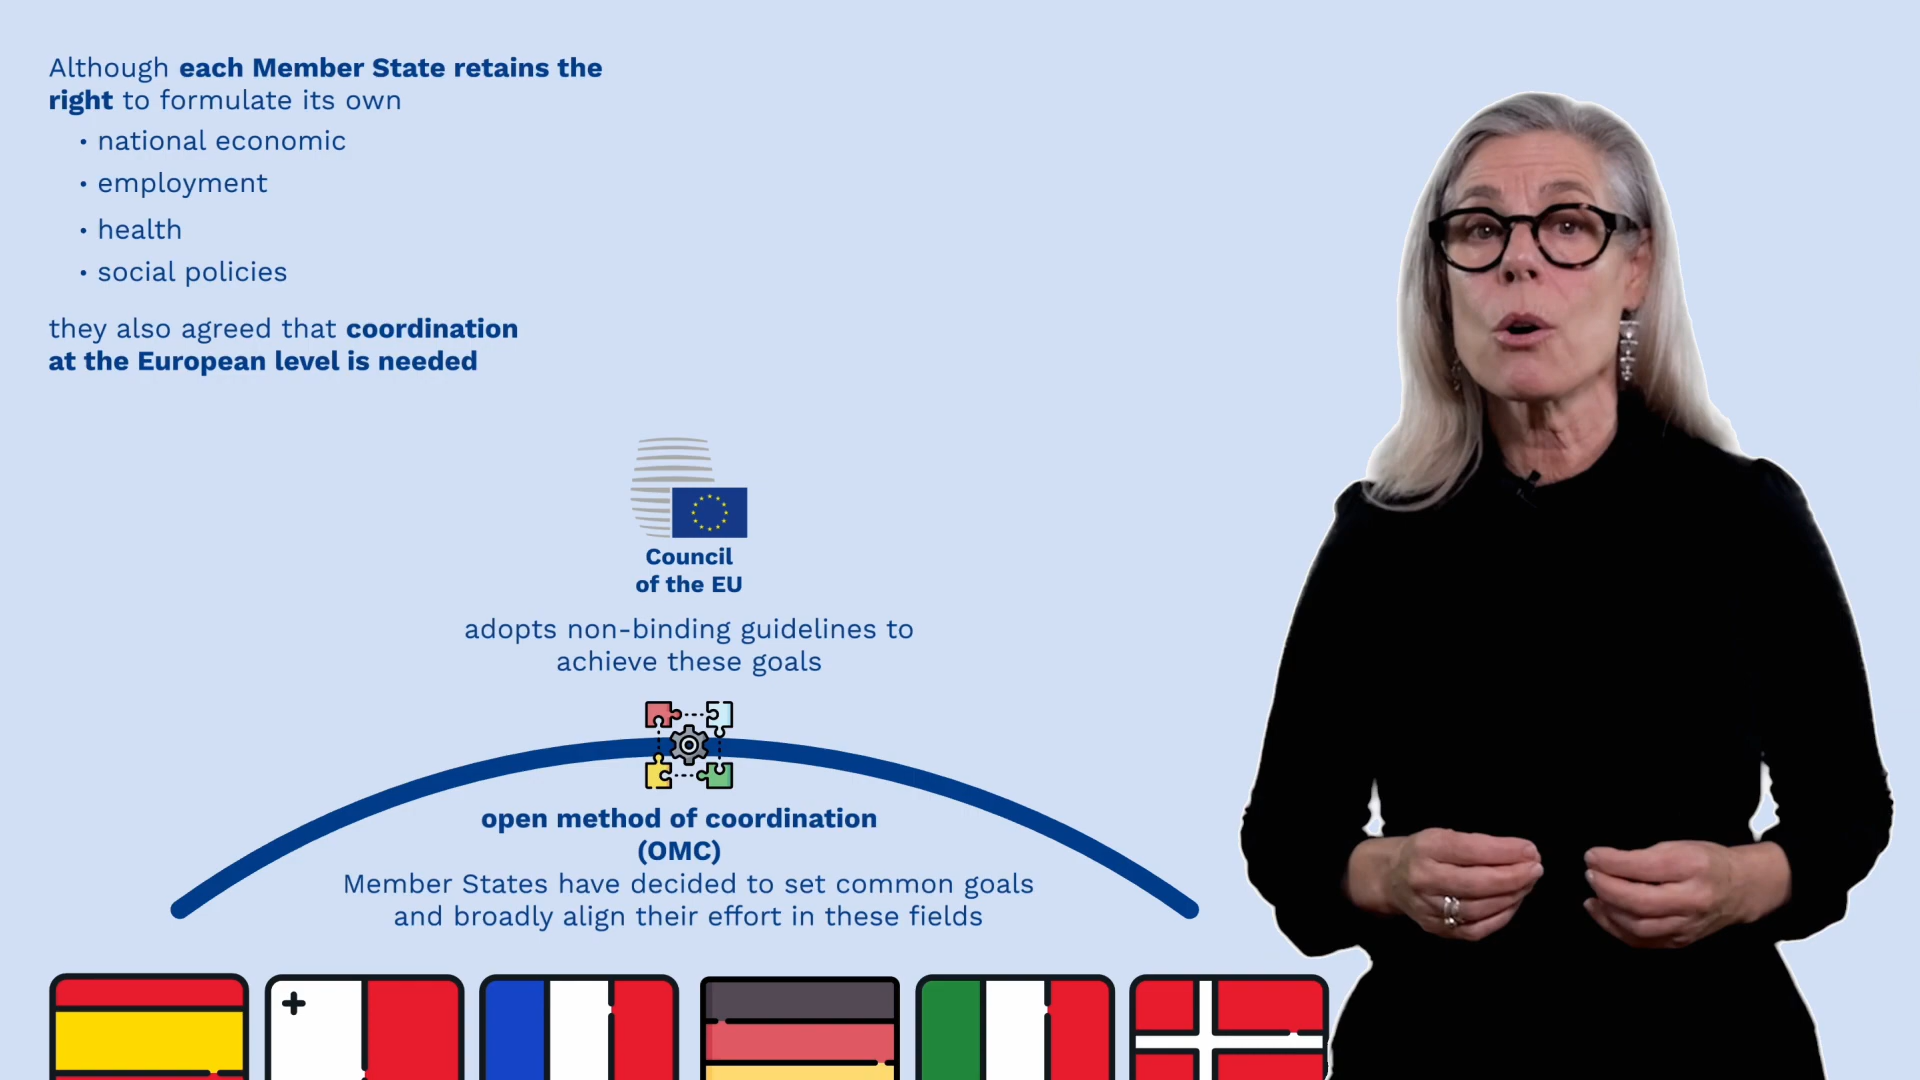 Although each Member State retains the
right to formulate its own
• national economic
• employment
• health
• social policies
they also agreed that coordination
at the European level is needed
Council
of the EU
adopts non-binding guidelines to
achieve these goals
open method of coordination
(OMC)
Member States have decided to set common goals
and broadly align their effort in these fields